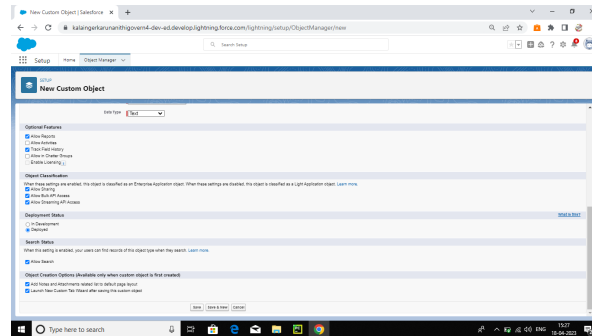 New Custom Object | Salesforce
kalaingerkarunanithigovern4-dev-ed.develop.lightning.force.com/lightning/setup/ObjectManager/new
Search Setup
Setup Home Object Manager
SETUP
New Custom Object
Data Type Text
Optional Features
Allow Reports
Allow Activities
Track Field History
Allow in Chatter Groups
Enable Licensing
Object Classification
When these settings are enabled, this object is classified as an Enterprise Application object. When these settings are disabled, this object is classified as a Light Application object. Learn more.
Allow Sharing
Allow Bulk API Access
Allow Streaming API Access
Deployment Status What is this?
In Development
Deployed
Search Status
When this setting is enabled, your users can find records of this object type when they search. Learn more.
Allow Search
Object Creation Options (Available only when custom object is first created)
Add Notes and Attachments related list to default page layout
Launch New Custom Tab Wizard after saving this custom object
Save Save & New Cancel
Type here to search
ENG 15:27
16-04-2023